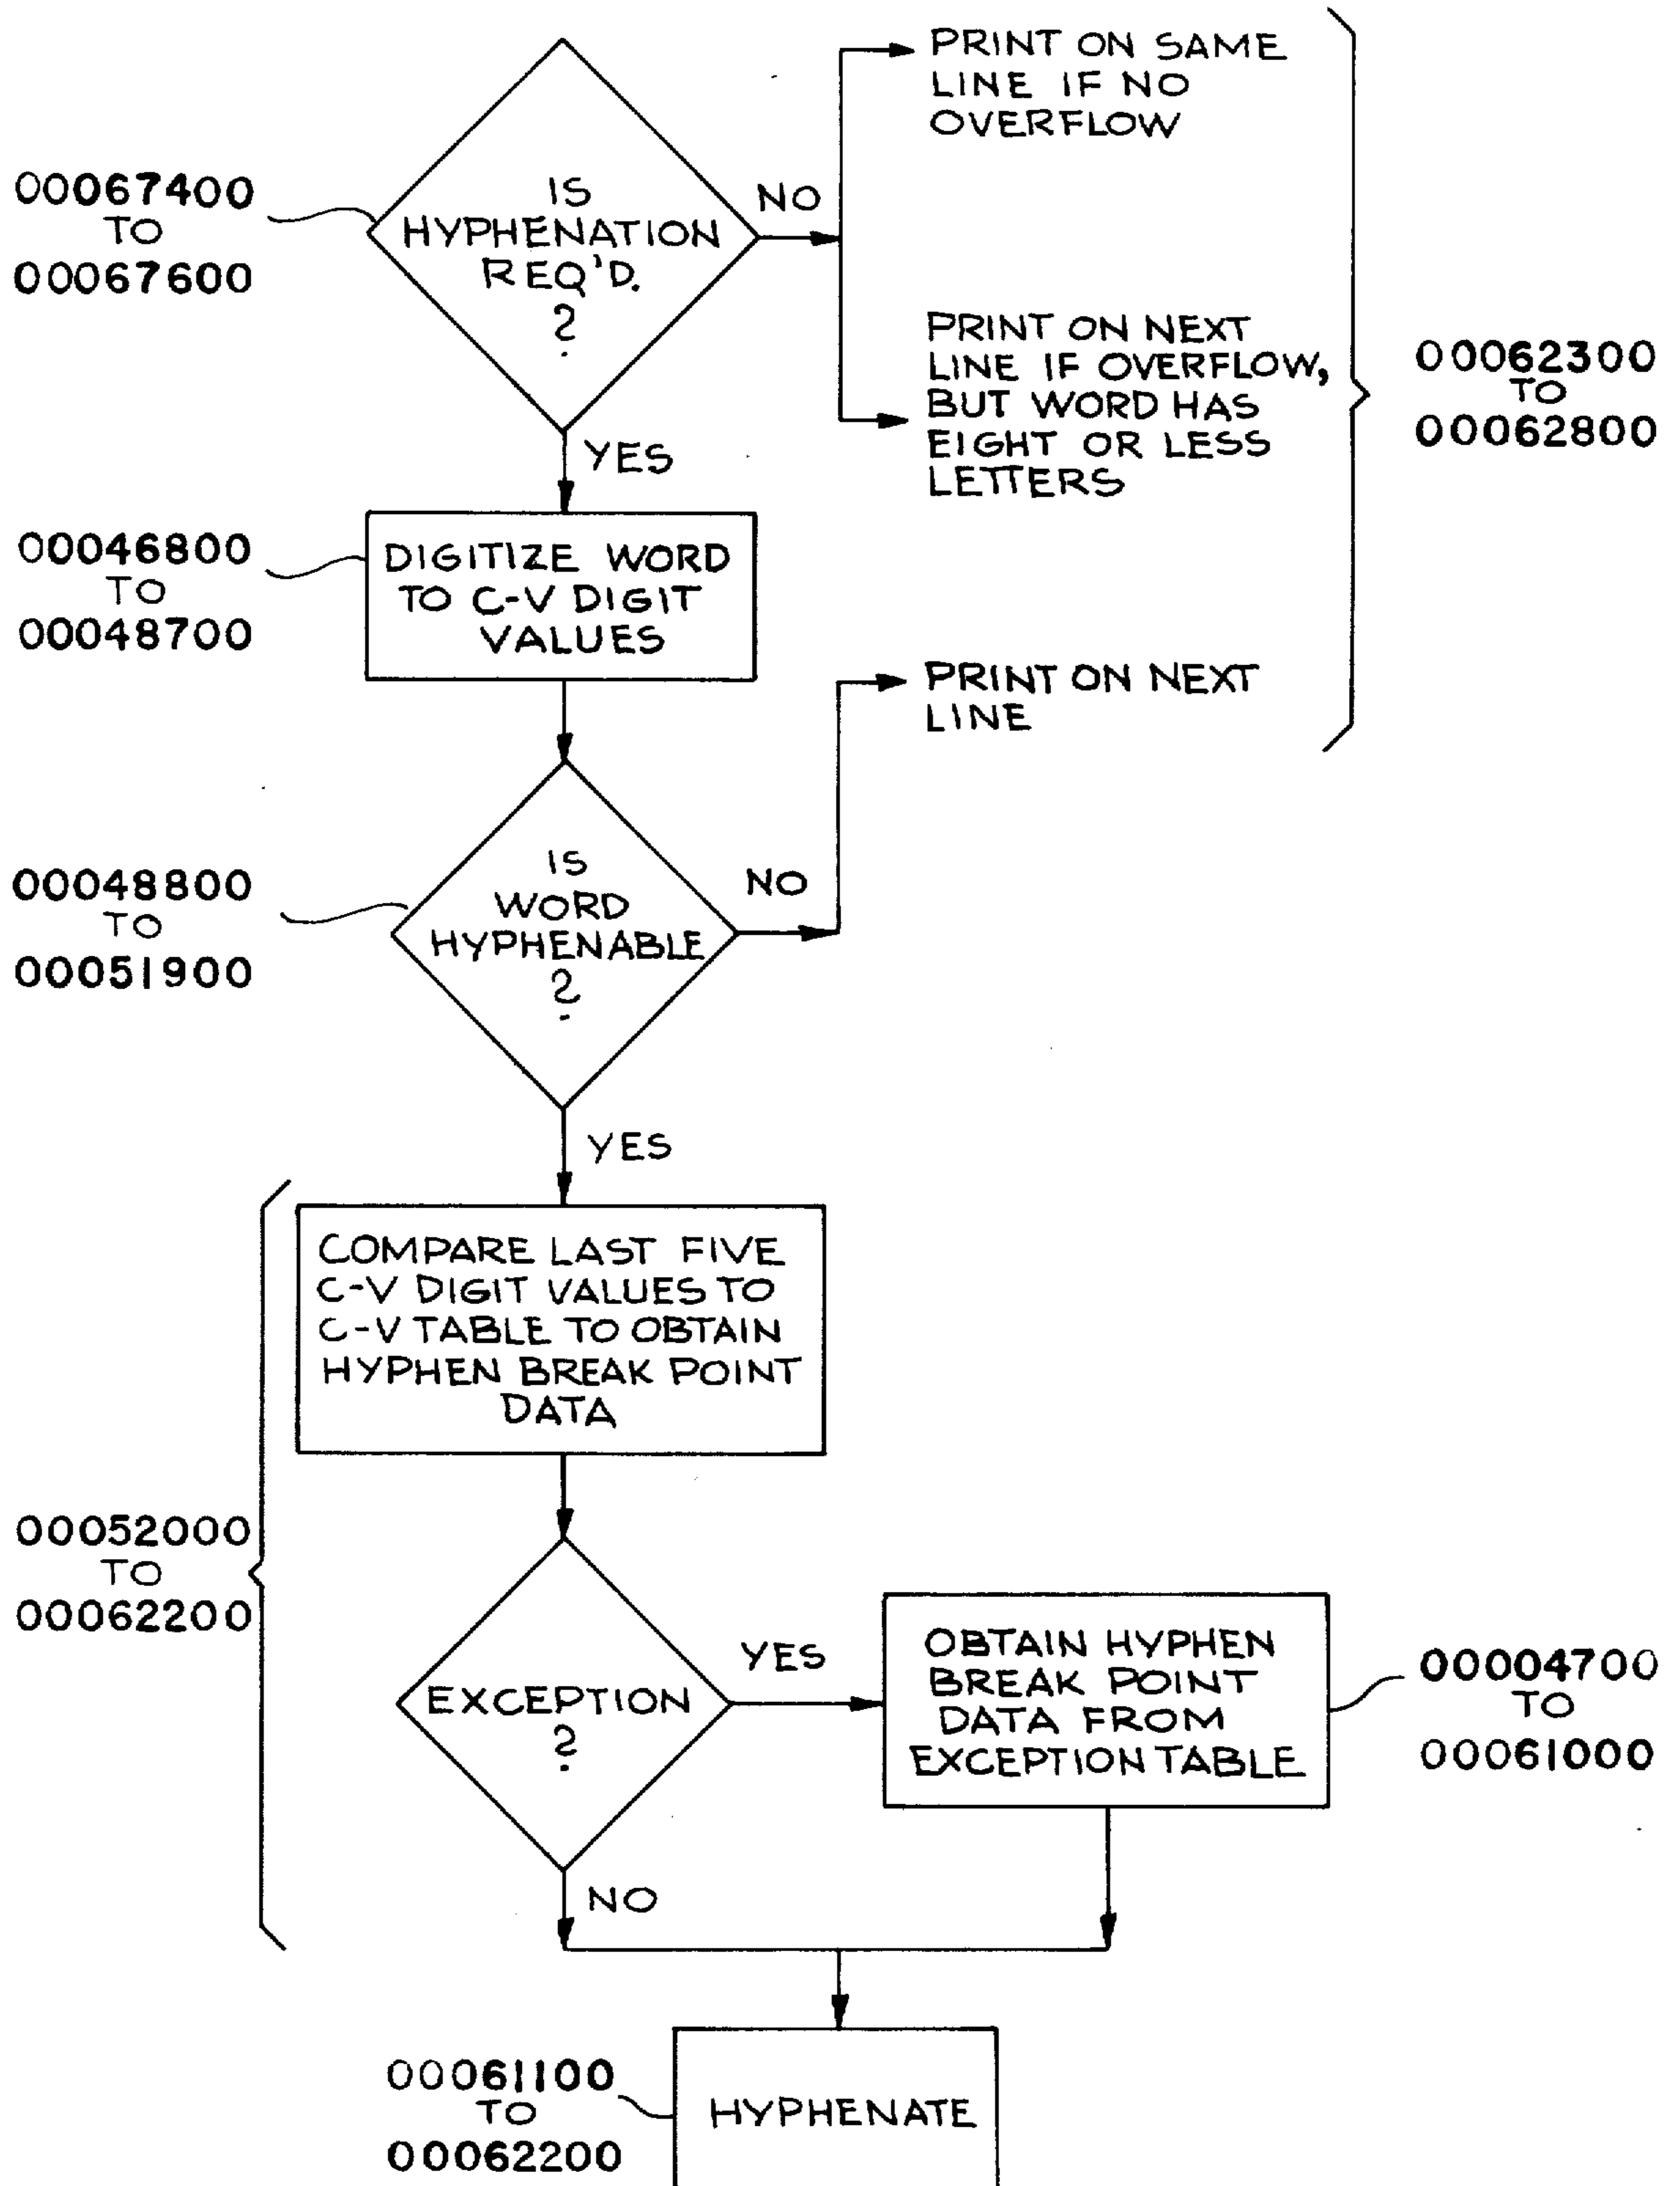 PRINT ON SAME
LINE IF NO
OVERFLOW
00067400
TO
00067600
IS
HYPHENATION
REQ'D.
?
NO
PRINT ON NEXT
LINE IF OVERFLOW,
BUT WORD HAS
EIGHT OR LESS
LETTERS
00062300
TO
00062800
YES
00046800
TO
00048700
DIGITIZE WORD
TO C-V DIGIT
VALUES
PRINT ON NEXT
LINE
00048800
TO
00051900
IS
WORD
HYPHENABLE
?
NO
YES
COMPARE LAST FIVE
C-V DIGIT VALUES TO
C-V TABLE TO OBTAIN
HYPHEN BREAK POINT
DATA
00052000
TO
00062200
EXCEPTION
?
YES
OBTAIN HYPHEN
BREAK POINT
DATA FROM
EXCEPTION TABLE
00004700
TO
00061000
NO
00061100
TO
00062200
HYPHENATE